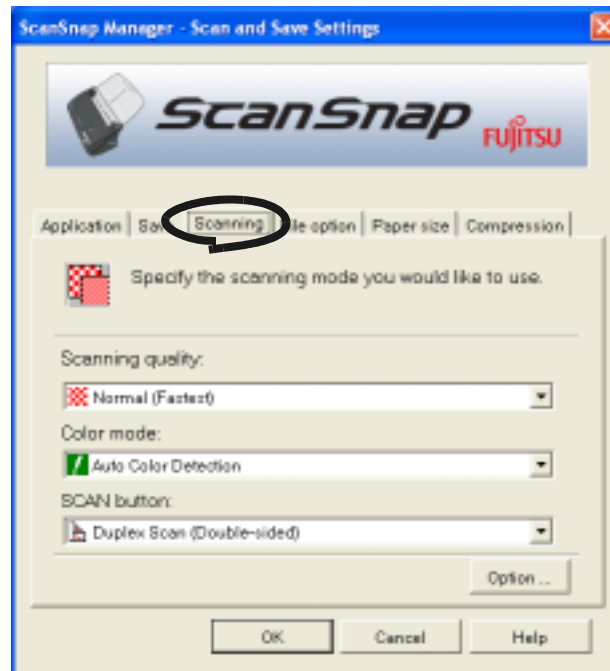 ScanSnap Manager - Scan and Save Settings
ScanSnap
FUJITSU
Application Scanning option Paper size Compression
Specify the scanning mode you would like to use.
Scanning quality:
Normal (Fastest)
Color mode:
Auto Color Detection
SCAN button:
Duplex Scan (Double-sided)
Option ...
OK Cancel Help